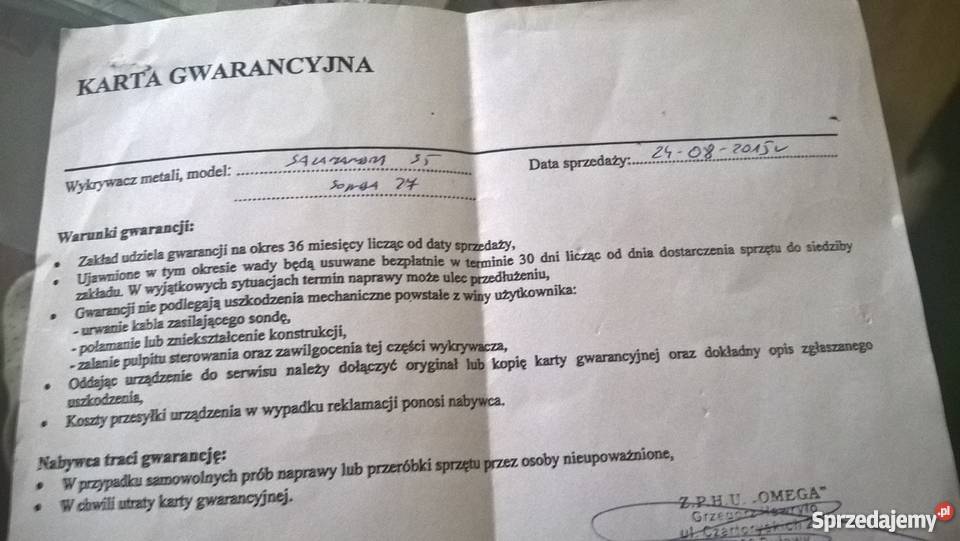 KARTA GWARANCYJNA
Wykrywacz metali, model: S5
Data sprzedaży: 24-08-2015r
SONDA 27
Warunki gwarancji:
• Zakład udziela gwarancji na okres 36 miesięcy licząc od daty sprzedaży,
• Ujawnione w tym okresie wady będą usuwane bezpłatnie w terminie 30 dni licząc od dnia dostarczenia sprzętu do siedziby
zakładu. W wyjątkowych sytuacjach termin naprawy może ulec przedłużeniu,
• Gwarancji nie podlegają uszkodzenia mechaniczne powstałe z winy użytkownika:
- urwanie kabla zasilającego sondę,
- połamanie lub zniekształcenie konstrukcji,
- zalanie pulpitu sterowania oraz zawilgocenia tej części wykrywacza,
• Oddając urządzenie do serwisu należy dołączyć oryginał lub kopię karty gwarancyjnej oraz dokładny opis zgłaszanego
uszkodzenia,
• Koszty przesyłki urządzenia w wypadku reklamacji ponosi nabywca.
Nabywca traci gwarancję:
• W przypadku samowolnych prób naprawy lub przeróbki sprzętu przez osoby nieupoważnione,
• W chwili utraty karty gwarancyjnej.
Z.P.H.U. „OMEGA"
Grzegorz
ul.
Sprzedajemy.pl